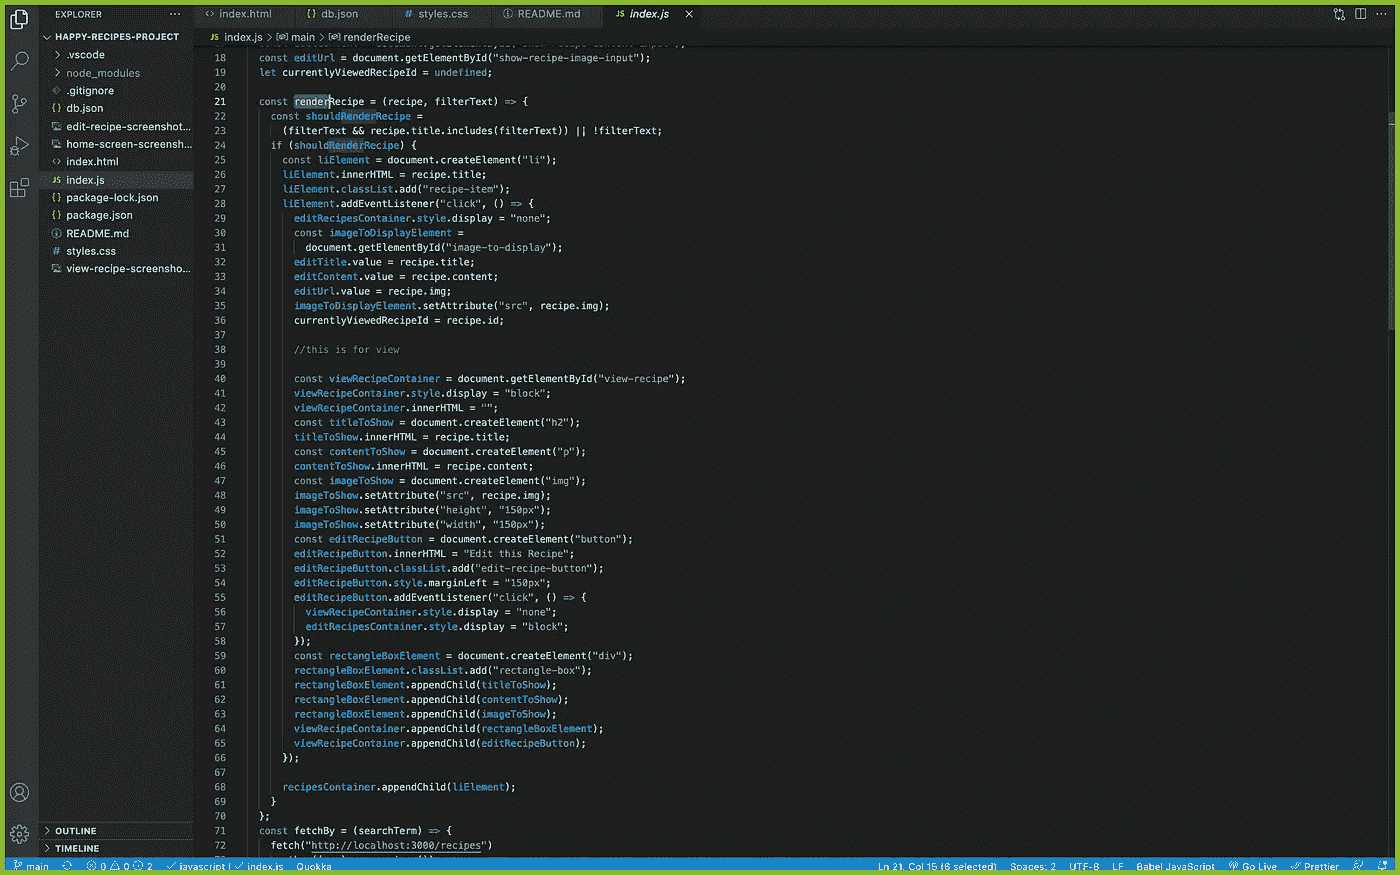 EXPLORER ···
HAPPY-RECIPES-PROJECT
.vscode
node_modules
.gitignore
{} db.json
edit-recipe-screenshot...
home-screen-screensh...
<> index.html
JS index.js
{} package-lock.json
{} package.json
README.md
# styles.css
view-recipe-screensho...
OUTLINE
TIMELINE
<> index.html {} db.json # styles.css README.md JS index.js ×
JS index.js > main > renderRecipe
18 const editUrl = document.getElementById("show-recipe-image-input");
19 let currentlyViewedRecipeId = undefined;
20
21 const renderRecipe = (recipe, filterText) => {
22 const shouldRenderRecipe =
23 (filterText && recipe.title.includes(filterText)) || !filterText;
24 if (shouldRenderRecipe) {
25 const liElement = document.createElement("li");
26 liElement.innerHTML = recipe.title;
27 liElement.classList.add("recipe-item");
28 liElement.addEventListener("click", () => {
29 editRecipesContainer.style.display = "none";
30 const imageToDisplayElement =
31 document.getElementById("image-to-display");
32 editTitle.value = recipe.title;
33 editContent.value = recipe.content;
34 editUrl.value = recipe.img;
35 imageToDisplayElement.setAttribute("src", recipe.img);
36 currentlyViewedRecipeId = recipe.id;
37
38 //this is for view
39
40 const viewRecipeContainer = document.getElementById("view-recipe");
41 viewRecipeContainer.style.display = "block";
42 viewRecipeContainer.innerHTML = "";
43 const titleToShow = document.createElement("h2");
44 titleToShow.innerHTML = recipe.title;
45 const contentToShow = document.createElement("p");
46 contentToShow.innerHTML = recipe.content;
47 const imageToShow = document.createElement("img");
48 imageToShow.setAttribute("src", recipe.img);
49 imageToShow.setAttribute("height", "150px");
50 imageToShow.setAttribute("width", "150px");
51 const editRecipeButton = document.createElement("button");
52 editRecipeButton.innerHTML = "Edit this Recipe";
53 editRecipeButton.classList.add("edit-recipe-button");
54 editRecipeButton.style.marginLeft = "150px";
55 editRecipeButton.addEventListener("click", () => {
56 viewRecipeContainer.style.display = "none";
57 editRecipesContainer.style.display = "block";
58 });
59 const rectangleBoxElement = document.createElement("div");
60 rectangleBoxElement.classList.add("rectangle-box");
61 rectangleBoxElement.appendChild(titleToShow);
62 rectangleBoxElement.appendChild(contentToShow);
63 rectangleBoxElement.appendChild(imageToShow);
64 viewRecipeContainer.appendChild(rectangleBoxElement);
65 viewRecipeContainer.appendChild(editRecipeButton);
66 });
67
68 recipesContainer.appendChild(liElement);
69 }
70 };
71 const fetchBy = (searchTerm) => {
72 fetch("http://localhost:3000/recipes")
main 0 0 2 javascript | index.js Quokka Ln 21, Col 15 (6 selected) Spaces: 2 UTF-8 LF Babel JavaScript Go Live Prettier